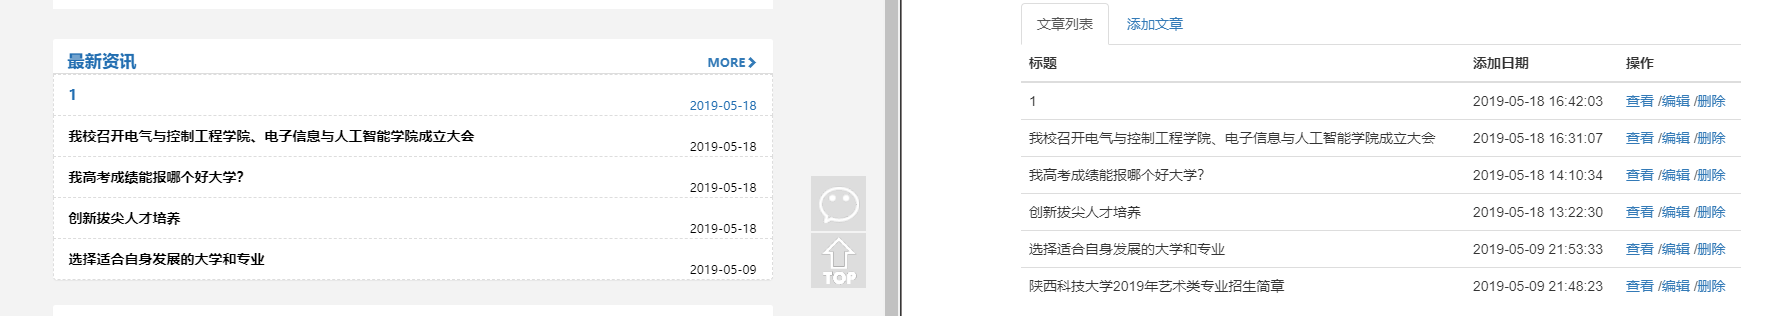 最新资讯 MORE
1
2019-05-18
我校召开电气与控制工程学院、电子信息与人工智能学院成立大会
2019-05-18
我高考成绩能报哪个好大学?
2019-05-18
创新拔尖人才培养
2019-05-18
选择适合自身发展的大学和专业
2019-05-09
TOP
文章列表 添加文章
标题 添加日期 操作
1 2019-05-18 16:42:03 查看 /编辑 /删除
我校召开电气与控制工程学院、电子信息与人工智能学院成立大会 2019-05-18 16:31:07 查看 /编辑 /删除
我高考成绩能报哪个好大学? 2019-05-18 14:10:34 查看 /编辑 /删除
创新拔尖人才培养 2019-05-18 13:22:30 查看 /编辑 /删除
选择适合自身发展的大学和专业 2019-05-09 21:53:33 查看 /编辑 /删除
陕西科技大学2019年艺术类专业招生简章 2019-05-09 21:48:23 查看 /编辑 /删除